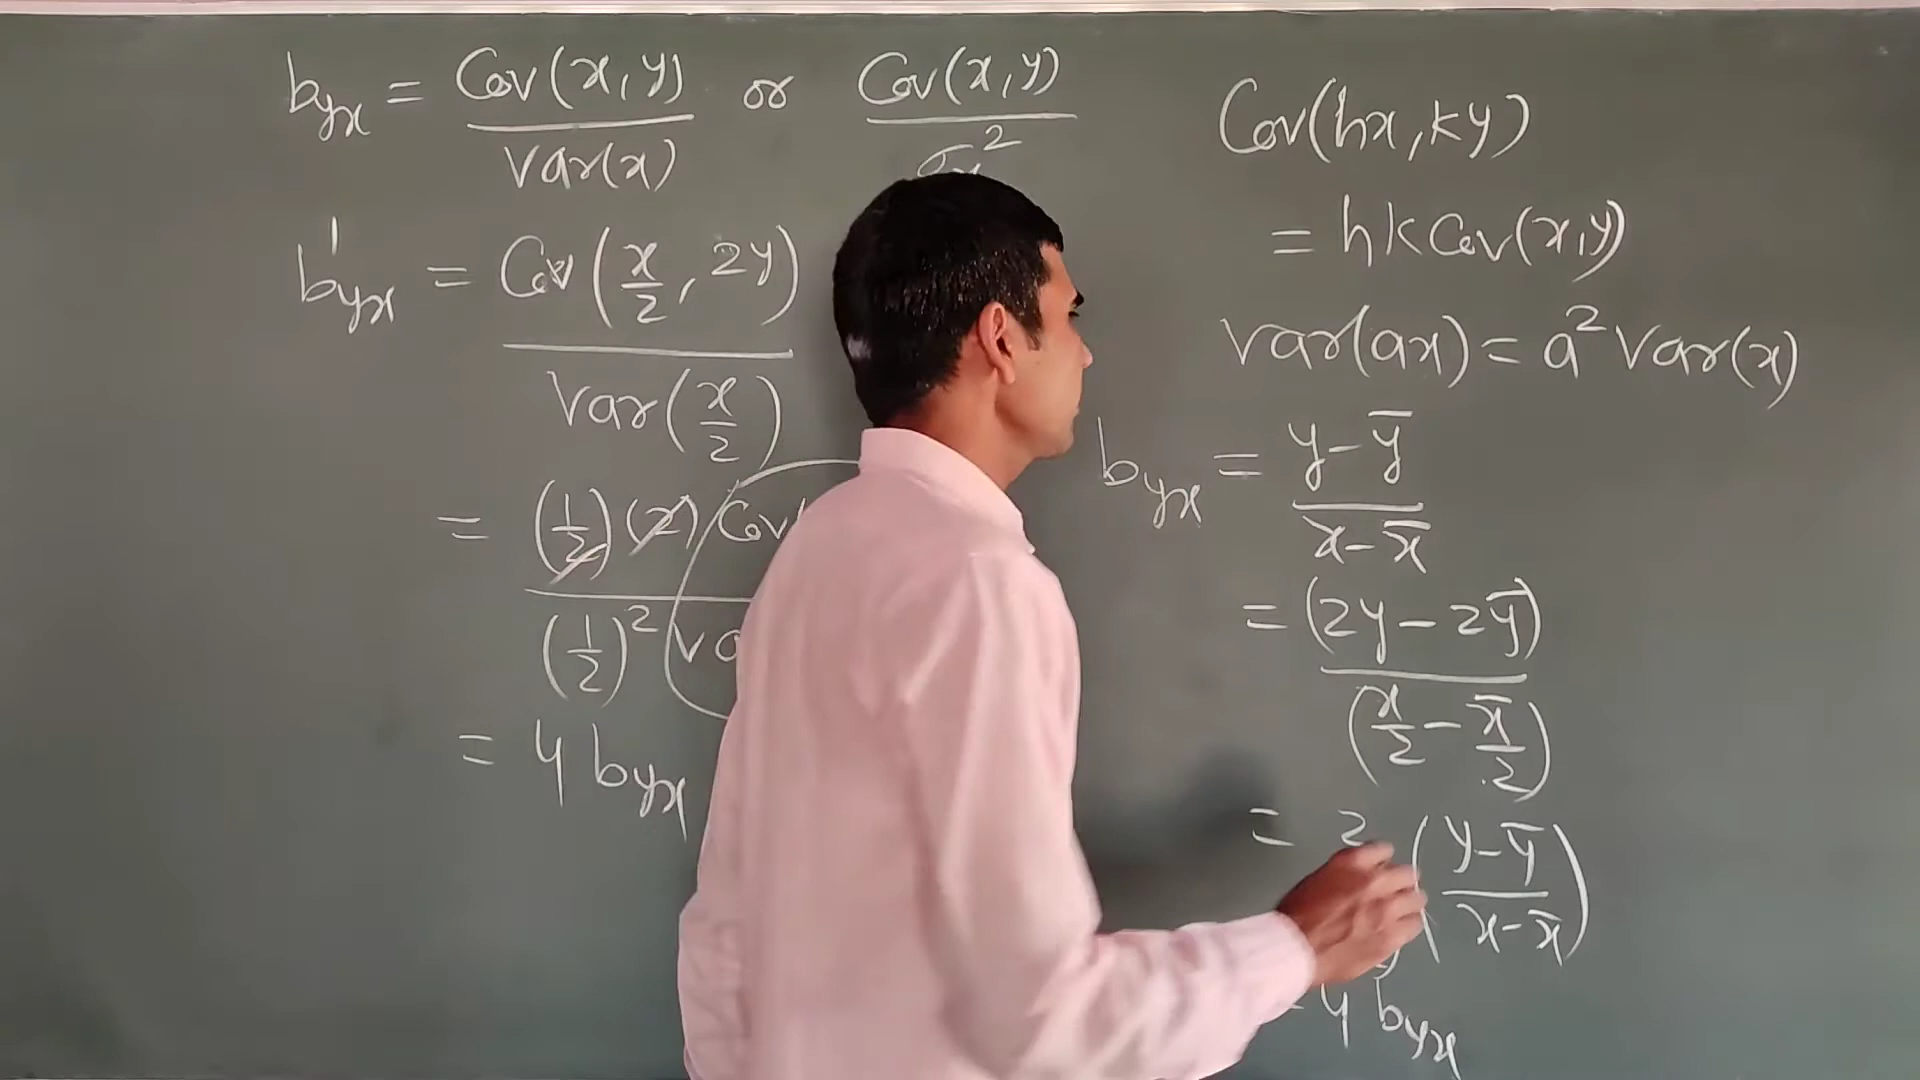 byx = Cov(x,y) / Var(x) or Cov(x,y) / σx²
b'yx = Cov(x/2, 2y) / Var(x/2)
= (1/2)(2) Cov( / (1/2)² Va
= 4 byx
Cov(hx, ky)
= hk Cov(x,y)
Var(ax) = a² Var(x)
byx = y-ȳ / x-x̄
= (2y - 2ȳ) / (x/2 - x̄/2)
= 2 (y-ȳ / x-x̄)
= 4 byx